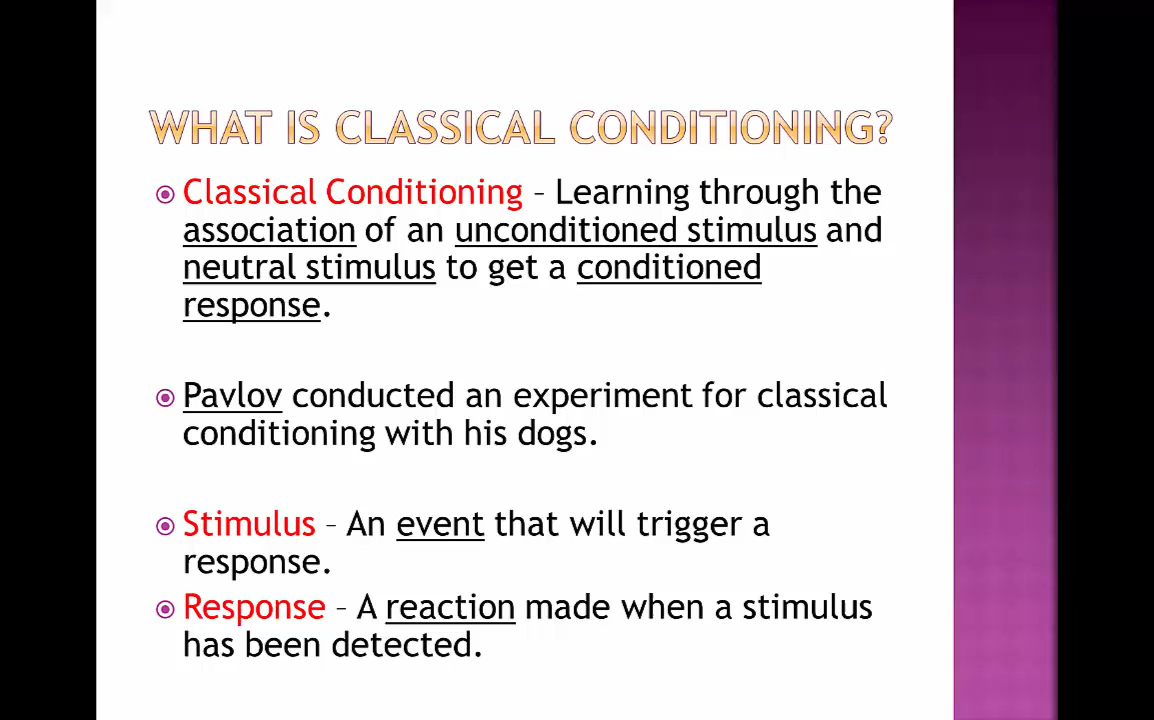 WHAT IS CLASSICAL CONDITIONING?
Classical Conditioning – Learning through the
association of an unconditioned stimulus and
neutral stimulus to get a conditioned
response.
Pavlov conducted an experiment for classical
conditioning with his dogs.
Stimulus – An event that will trigger a
response.
Response – A reaction made when a stimulus
has been detected.